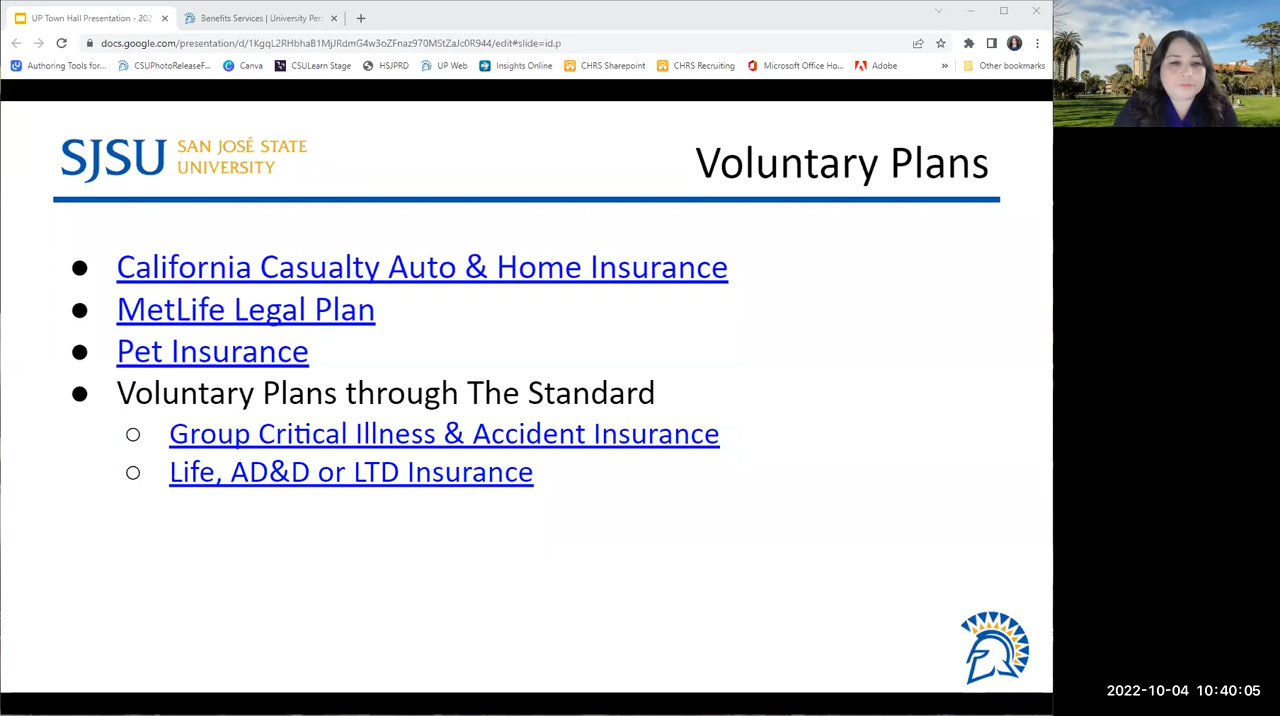 UP Town Hall Presentation - 202
Benefits Services | University Per
docs.google.com/presentation/d/1KgqL2RHbhaB1MjJRdmG4w3oZFnaz970MStZaJc0R944/edit#slide=id.p
Authoring Tools for...
CSUPhotoReleaseF...
Canva
CSULearn Stage
HSJPRD
UP Web
Insights Online
CHRS Sharepoint
CHRS Recruiting
Microsoft Office Ho...
Adobe
»
Other bookmarks
SJSU
SAN JOSÉ STATE
UNIVERSITY
Voluntary Plans
● California Casualty Auto & Home Insurance
● MetLife Legal Plan
● Pet Insurance
● Voluntary Plans through The Standard
○ Group Critical Illness & Accident Insurance
○ Life, AD&D or LTD Insurance
2022-10-04 10:40:05